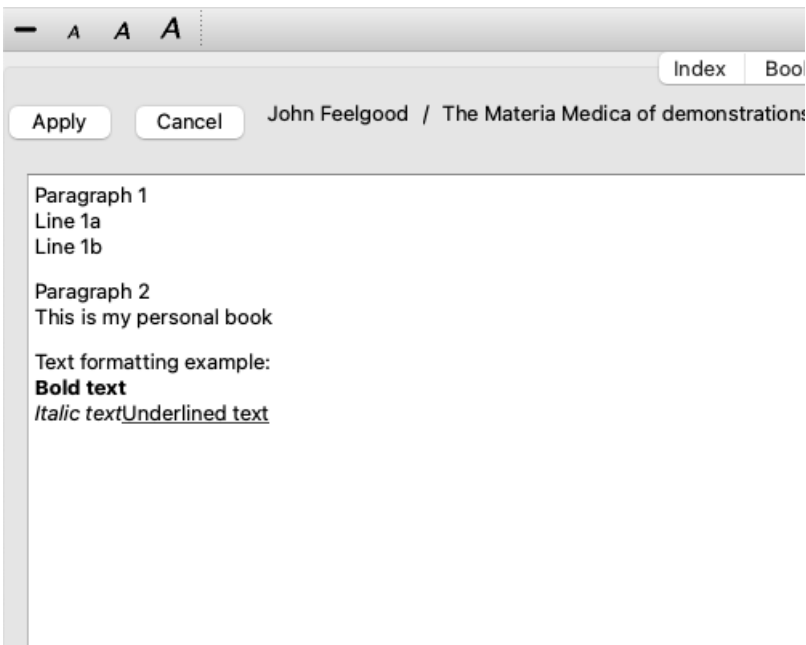 A A A
Index Boo
Apply Cancel John Feelgood / The Materia Medica of demonstrations
Paragraph 1
Line 1a
Line 1b
Paragraph 2
This is my personal book
Text formatting example:
Bold text
Italic textUnderlined text